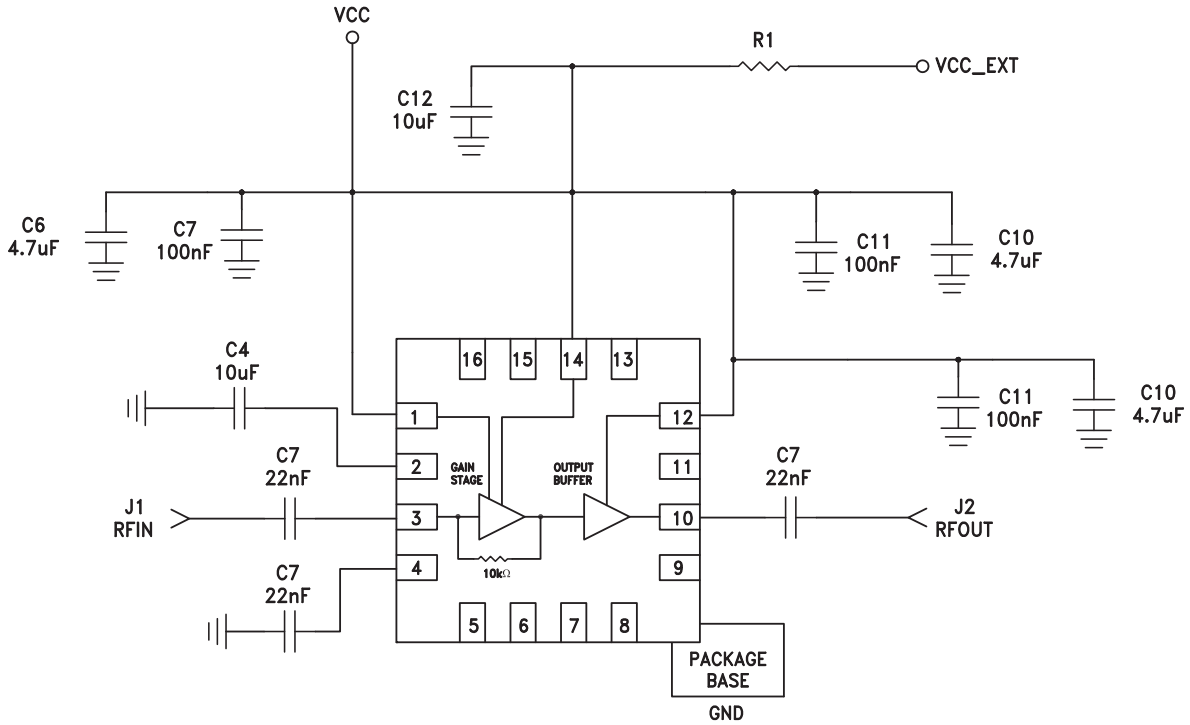 VCC
R1
VCC_EXT
C12
10uF
C6
4.7uF
C7
100nF
C11
100nF
C10
4.7uF
C4
10uF
16
15
14
13
C11
100nF
C10
4.7uF
1
12
2
GAIN
STAGE
OUTPUT
BUFFER
11
C7
22nF
C7
22nF
J1
RFIN
3
10
J2
RFOUT
10kΩ
C7
22nF
4
9
5
6
7
8
PACKAGE
BASE
GND